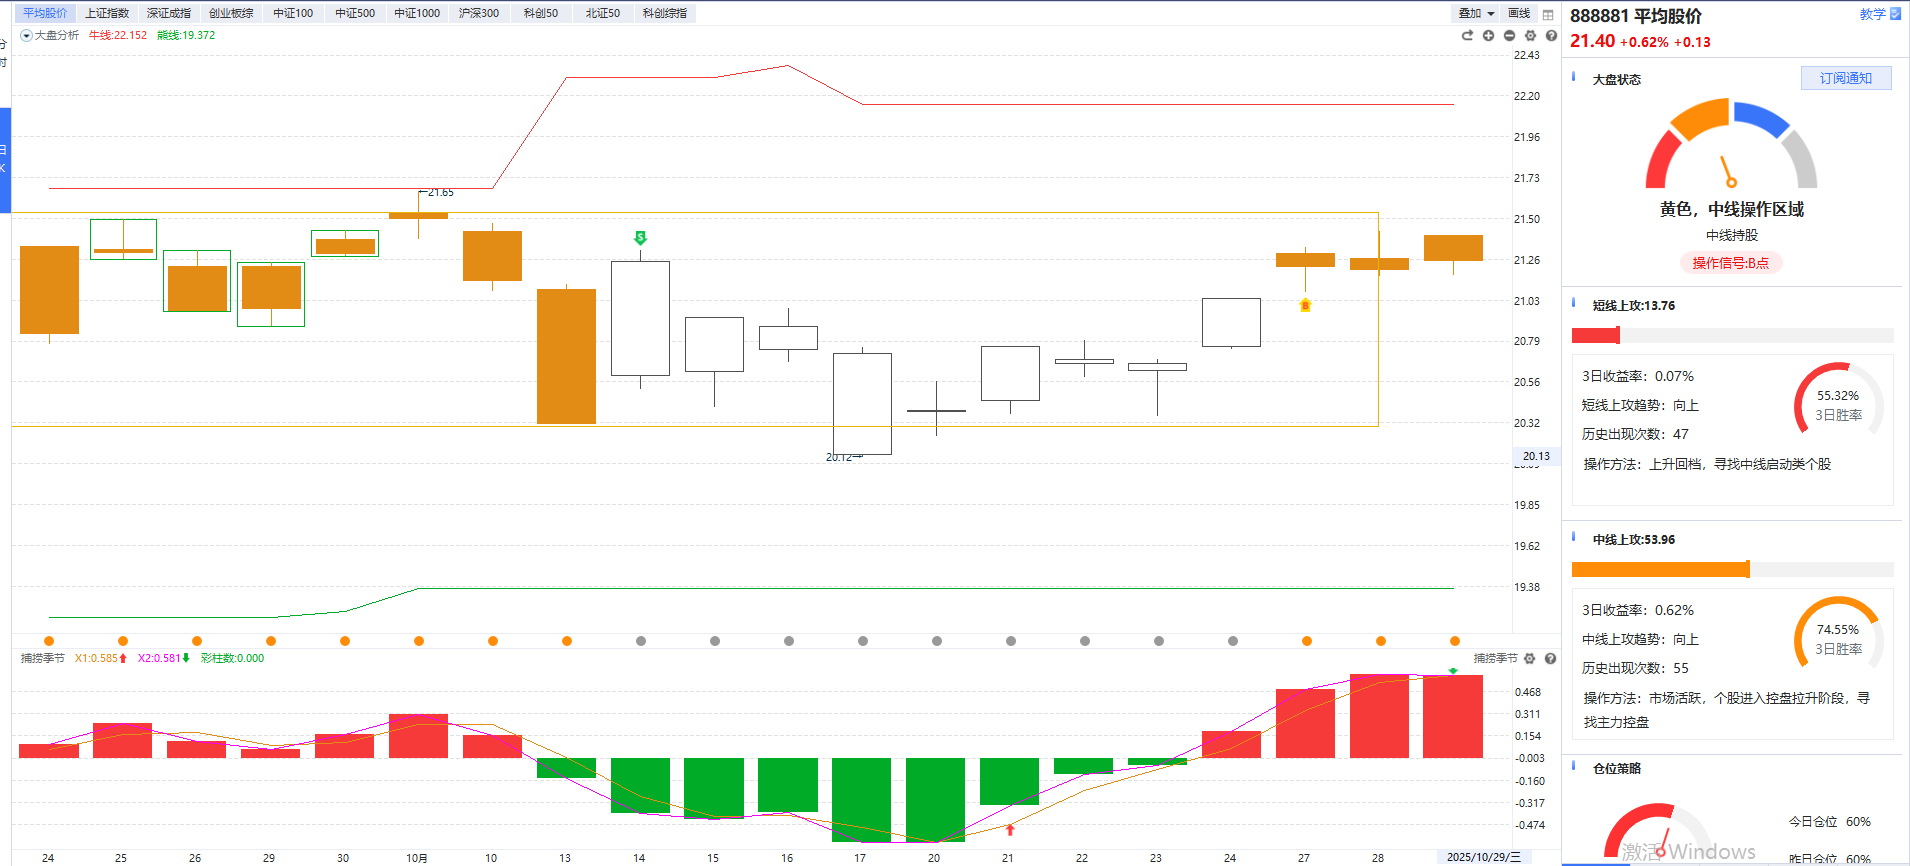 平均股价 上证指数 深证成指 创业板综 中证100 中证500 中证1000 沪深300 科创50 北证50 科创综指 叠加 画线
大盘分析 牛线:22.152 熊线:19.372
分
时
日
K
22.43
22.20
21.96
21.73
21.50
21.26
21.03
20.79
20.56
20.32
20.13
19.85
19.62
19.38
←21.65
S
B
20.12→
捕捞季节 X1:0.585 X2:0.581 彩柱数:0.000 捕捞季节
0.468
0.311
0.154
-0.003
-0.160
-0.317
-0.474
24 25 26 29 30 10月 10 13 14 15 16 17 20 21 22 23 24 27 28 2025/10/29/三
888881 平均股价 教学
21.40 +0.62% +0.13
大盘状态 订阅通知
黄色，中线操作区域
中线持股
操作信号:B点
短线上攻:13.76
3日收益率：0.07%
短线上攻趋势：向上
历史出现次数：47
操作方法：上升回档，寻找中线启动类个股
55.32%
3日胜率
中线上攻:53.96
3日收益率：0.62%
中线上攻趋势：向上
历史出现次数：55
操作方法：市场活跃，个股进入控盘拉升阶段，寻
找主力控盘
74.55%
3日胜率
仓位策略
今日仓位 60%
昨日仓位 60%
激活 Windows